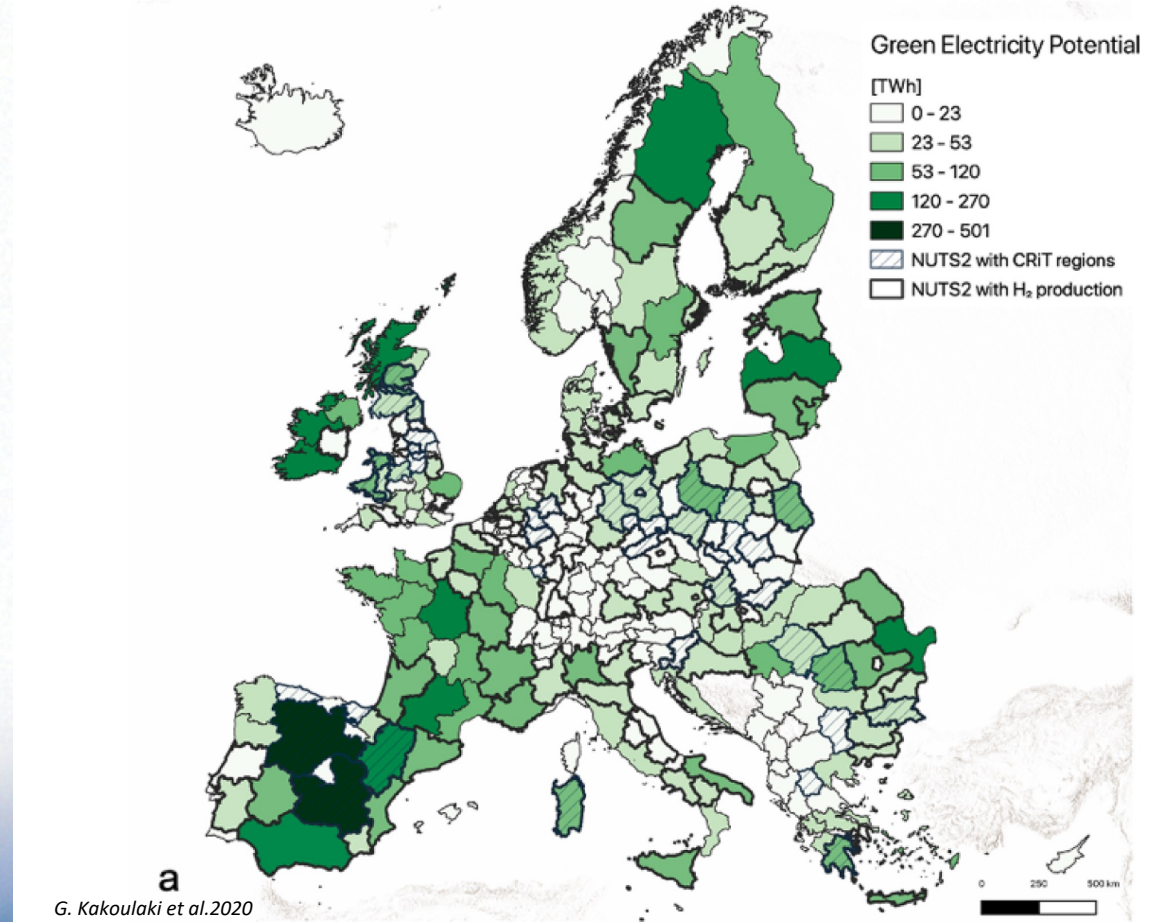 Green Electricity Potential
[TWh]
0 - 23
23 - 53
53 - 120
120 - 270
270 - 501
NUTS2 with CRiT regions
NUTS2 with H₂ production
a
0 250 500 km
G. Kakoulaki et al.2020